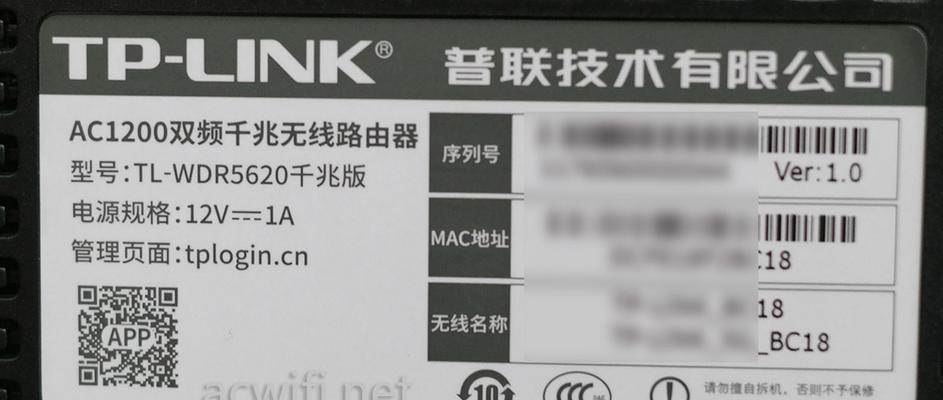 TP-LINK® 普联技术有限公司
AC1200双频千兆无线路由器
型号:TL-WDR5620千兆版
电源规格:12V⎓1A
管理页面:tplogin.cn
APP
序列号
Ver:1.0
MAC地址
C18
无线名称
18
_BC18
acwifi.net
10
CCC
请勿擅自拆机，否则不予保修